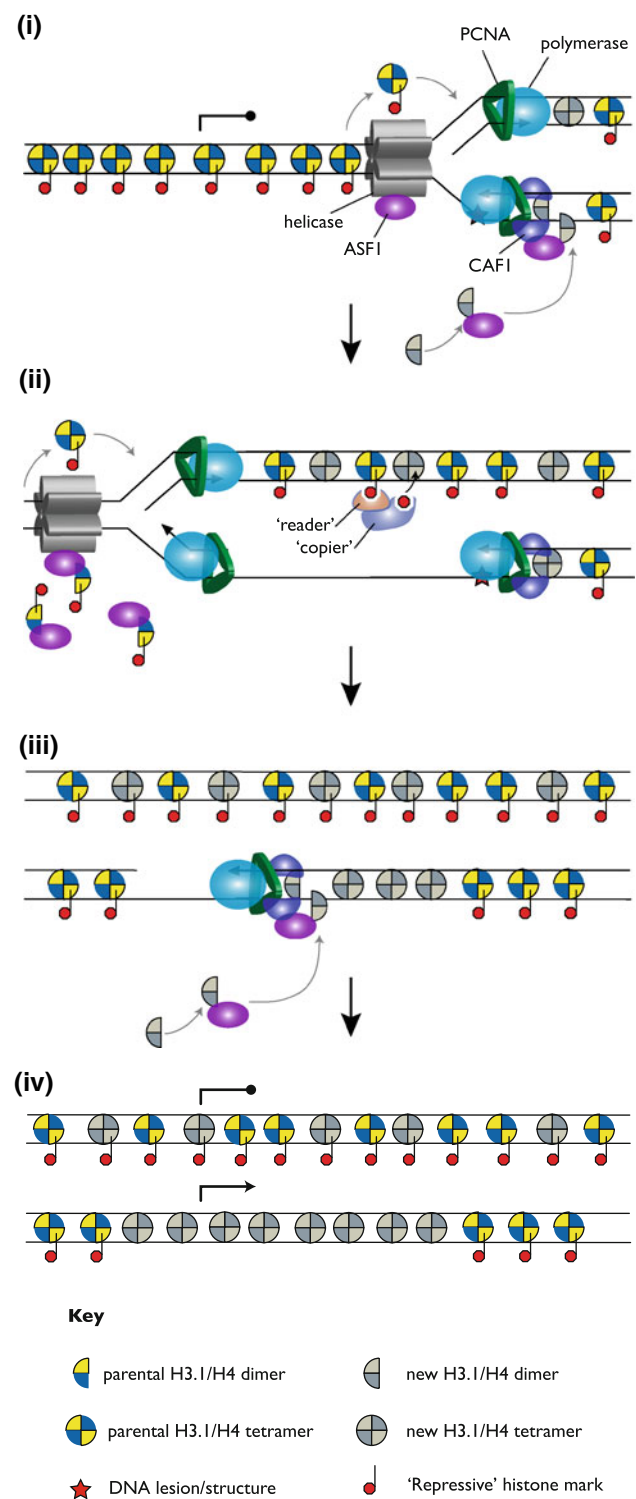 (i)
PCNA
polymerase
helicase
ASF1
CAF1
(ii)
'reader'
'copier'
(iii)
(iv)
Key
parental H3.1/H4 dimer
new H3.1/H4 dimer
parental H3.1/H4 tetramer
new H3.1/H4 tetramer
DNA lesion/structure
'Repressive' histone mark